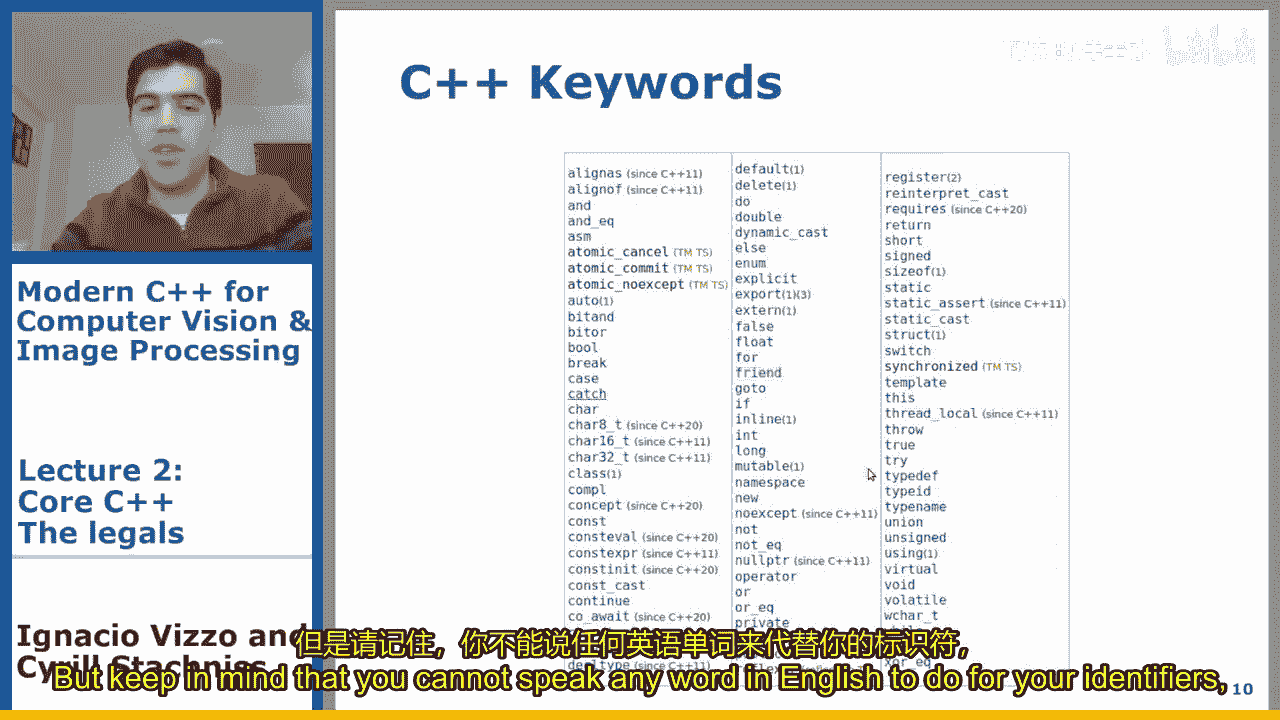 C++ Keywords
alignas (since C++11)
alignof (since C++11)
and
and_eq
asm
atomic_cancel (TM TS)
atomic_commit (TM TS)
atomic_noexcept (TM TS)
auto(1)
bitand
bitor
bool
break
case
catch
char
char8_t (since C++20)
char16_t (since C++11)
char32_t (since C++11)
class(1)
compl
concept (since C++20)
const
consteval (since C++20)
constexpr (since C++11)
constinit (since C++20)
const_cast
continue
co_await (since C++20)
default(1)
delete(1)
do
double
dynamic_cast
else
enum
explicit
export(1)(3)
extern(1)
false
float
for
friend
goto
if
inline(1)
int
long
mutable(1)
namespace
new
noexcept (since C++11)
not
not_eq
nullptr (since C++11)
operator
or
or_eq
private
register(2)
reinterpret_cast
requires (since C++20)
return
short
signed
sizeof(1)
static
static_assert (since C++11)
static_cast
struct(1)
switch
synchronized (TM TS)
template
this
thread_local (since C++11)
throw
true
try
typedef
typeid
typename
union
unsigned
using(1)
virtual
void
volatile
wchar_t
xor_eq
Modern C++ for
Computer Vision &
Image Processing
Lecture 2:
Core C++
The legals
Ignacio Vizzo and
Cyrill Stachniss
但是请记住，你不能说任何英语单词来代替你的标识符，
But keep in mind that you cannot speak any word in English to do for your identifiers,
10